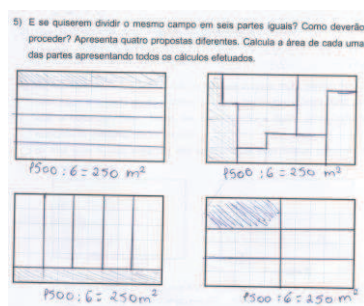 5) E se quiserem dividir o mesmo campo em seis partes iguais? Como deverão
proceder? Apresenta quatro propostas diferentes. Calcula a área de cada uma
das partes apresentando todos os cálculos efetuados.
1500 : 6 = 250 m²
1500 : 6 = 250 m²
1500 : 6 = 250 m²
1500 : 6 = 250 m²